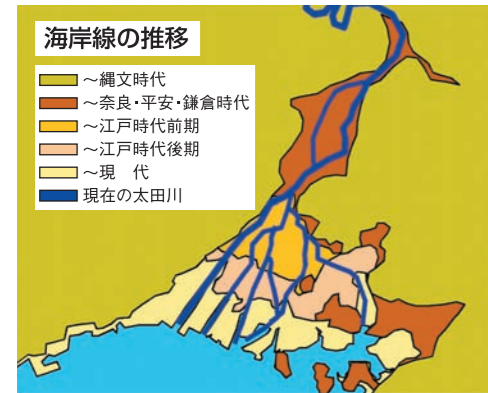 海岸線の推移
～縄文時代
～奈良・平安・鎌倉時代
～江戸時代前期
～江戸時代後期
～現　代
現在の太田川